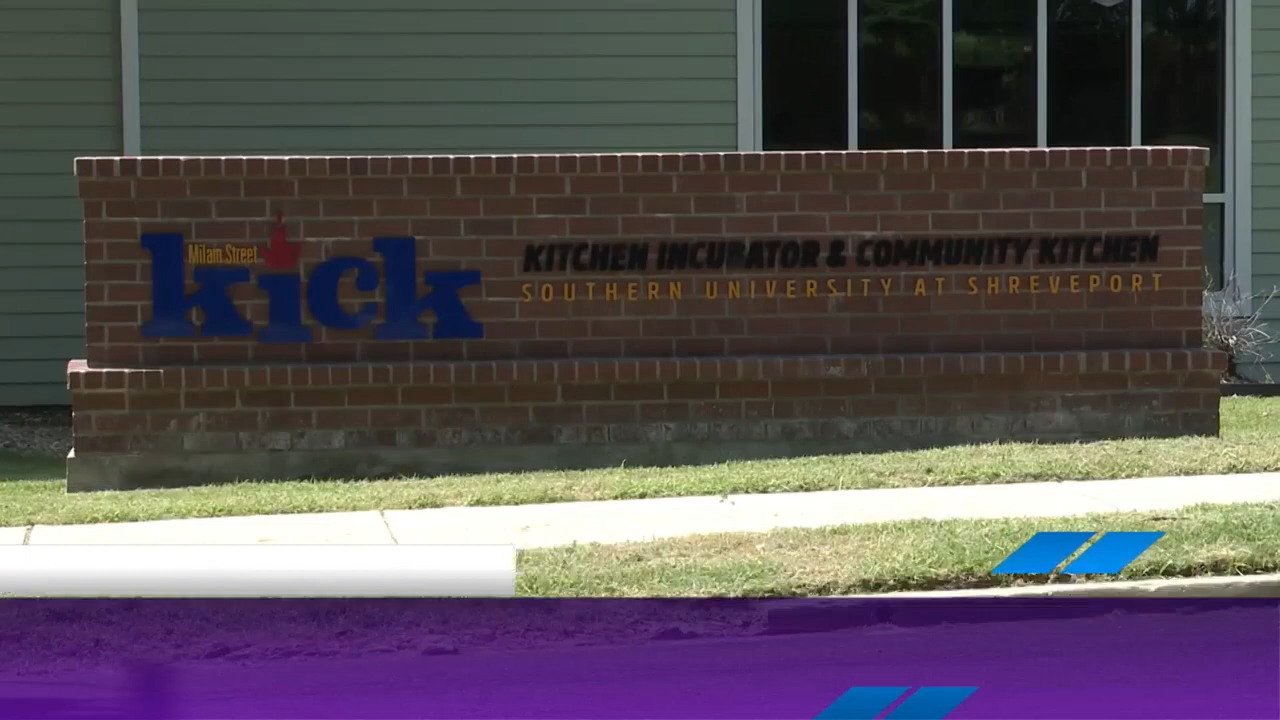 Milam Street
kick
KITCHEN INCUBATOR & COMMUNITY KITCHEN
SOUTHERN UNIVERSITY AT SHREVEPORT